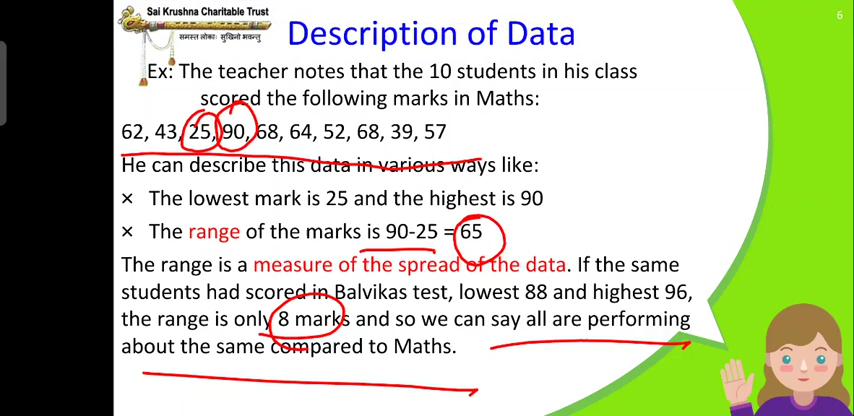 Sai Krushna Charitable Trust
6
समस्त लोकाः सुखिनो भवन्तु
Description of Data
Ex: The teacher notes that the 10 students in his class
scored the following marks in Maths:
62, 43, 25, 90, 68, 64, 52, 68, 39, 57
He can describe this data in various ways like:
× The lowest mark is 25 and the highest is 90
× The range of the marks is 90-25 = 65
The range is a measure of the spread of the data. If the same
students had scored in Balvikas test, lowest 88 and highest 96,
the range is only 8 marks and so we can say all are performing
about the same compared to Maths.